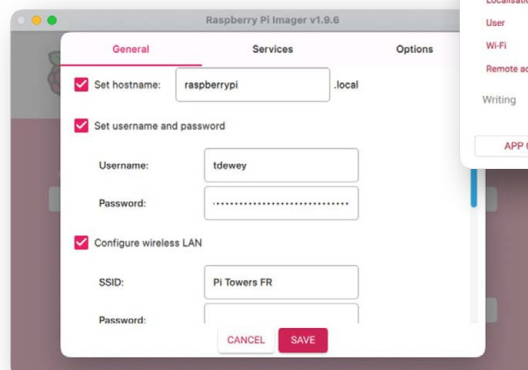 Raspberry Pi Imager v1.9.6
General Services Options
Set hostname: raspberrypi .local
Set username and password
Username: tdewey
Password: 
Configure wireless LAN
SSID: Pi Towers FR
Password:
CANCEL SAVE
User
Wi-Fi
Writing
APP